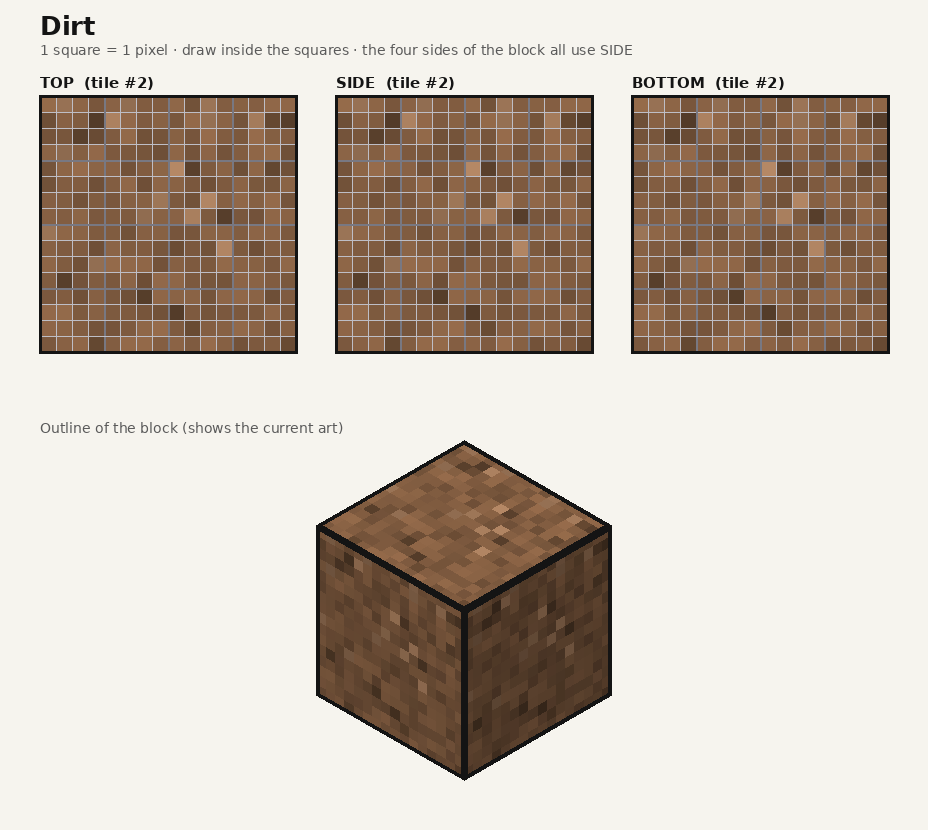 Dirt
1 square = 1 pixel · draw inside the squares · the four sides of the block all use SIDE
TOP (tile #2)
SIDE (tile #2)
BOTTOM (tile #2)
Outline of the block (shows the current art)